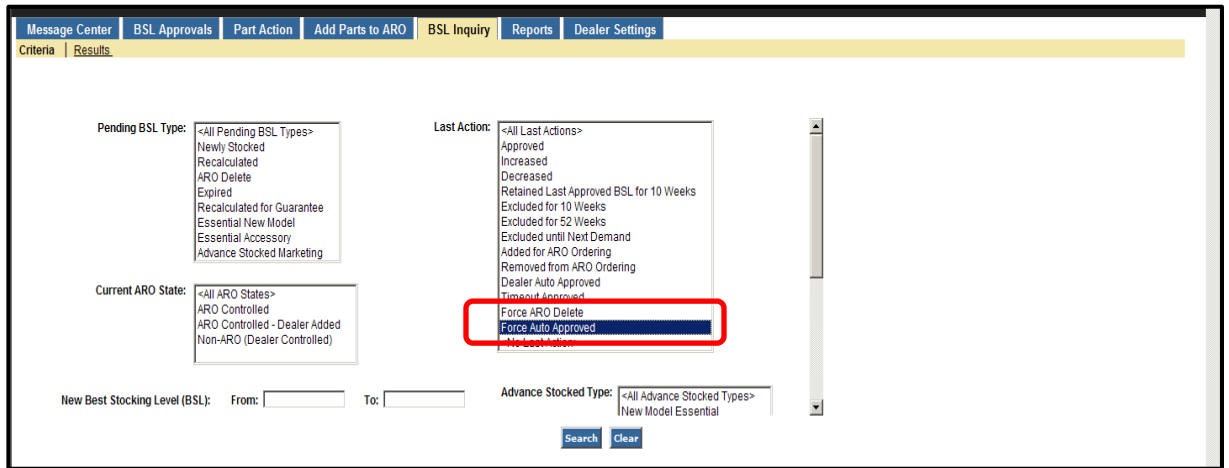 Message Center BSL Approvals Part Action Add Parts to ARO BSL Inquiry Reports Dealer Settings
Criteria | Results
Pending BSL Type:
<All Pending BSL Types>
Newly Stocked
Recalculated
ARO Delete
Expired
Recalculated for Guarantee
Essential New Model
Essential Accessory
Advance Stocked Marketing
Last Action:
<All Last Actions>
Approved
Increased
Decreased
Retained Last Approved BSL for 10 Weeks
Excluded for 10 Weeks
Excluded for 52 Weeks
Excluded until Next Demand
Added for ARO Ordering
Removed from ARO Ordering
Dealer Auto Approved
Timeout Approved
Force ARO Delete
Force Auto Approved
<No Last Action>
Current ARO State:
<All ARO States>
ARO Controlled
ARO Controlled - Dealer Added
Non-ARO (Dealer Controlled)
New Best Stocking Level (BSL): From: To:
Advance Stocked Type:
<All Advance Stocked Types>
New Model Essential
Search Clear